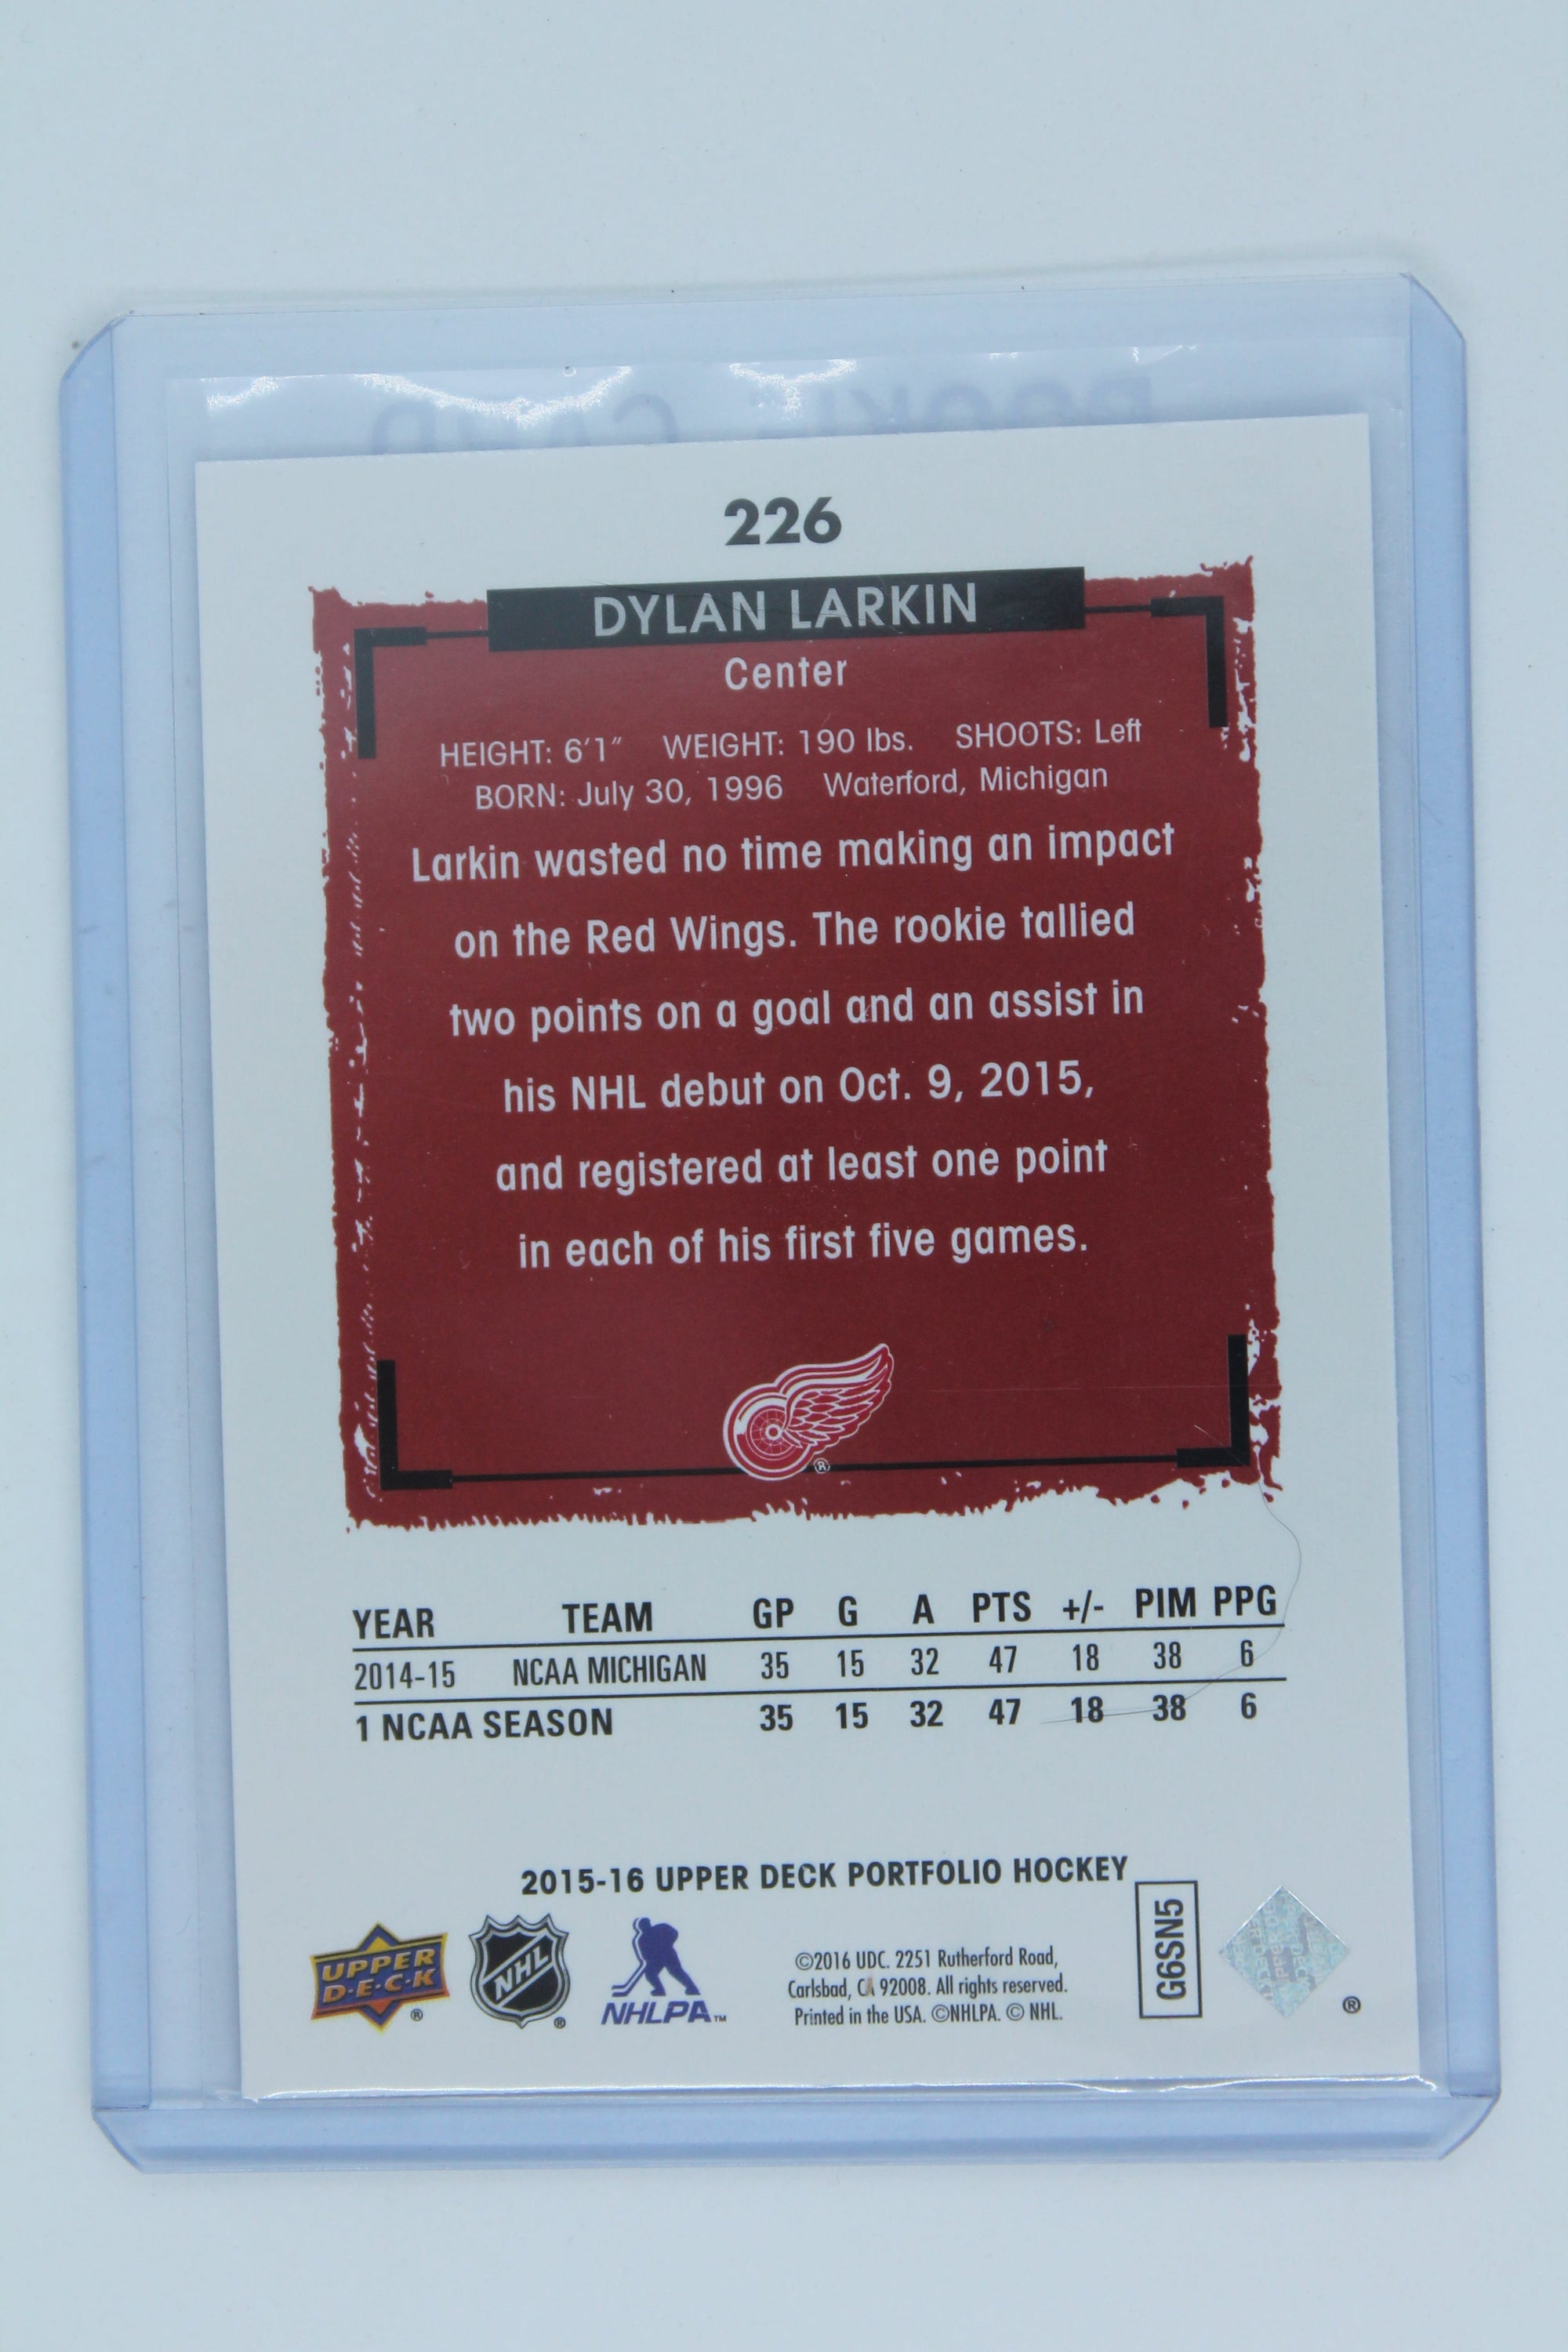 ROOKIE CARD
226
DYLAN LARKIN
Center
HEIGHT: 6'1" WEIGHT: 190 lbs. SHOOTS: Left
BORN: July 30, 1996 Waterford, Michigan
Larkin wasted no time making an impact
on the Red Wings. The rookie tallied
two points on a goal and an assist in
his NHL debut on Oct. 9, 2015,
and registered at least one point
in each of his first five games.
®
YEAR TEAM GP G A PTS +/- PIM PPG
2014-15 NCAA MICHIGAN 35 15 32 47 18 38 6
1 NCAA SEASON 35 15 32 47 18 38 6
2015-16 UPPER DECK PORTFOLIO HOCKEY
UPPER
D·E·C·K ®
NHL ®
NHLPA™
©2016 UDC. 2251 Rutherford Road,
Carlsbad, CA 92008. All rights reserved.
Printed in the USA. ©NHLPA. © NHL.
G6SN5
®